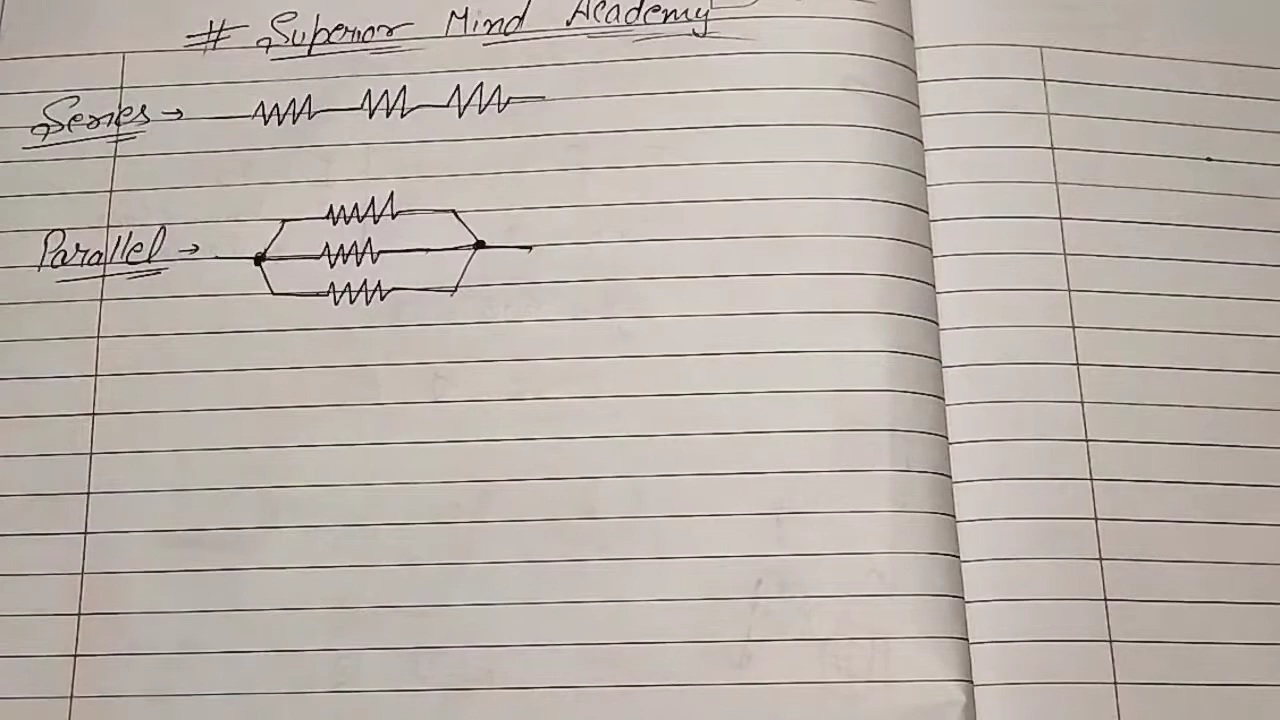 # Superior Mind Academy
Series →
Parallel →